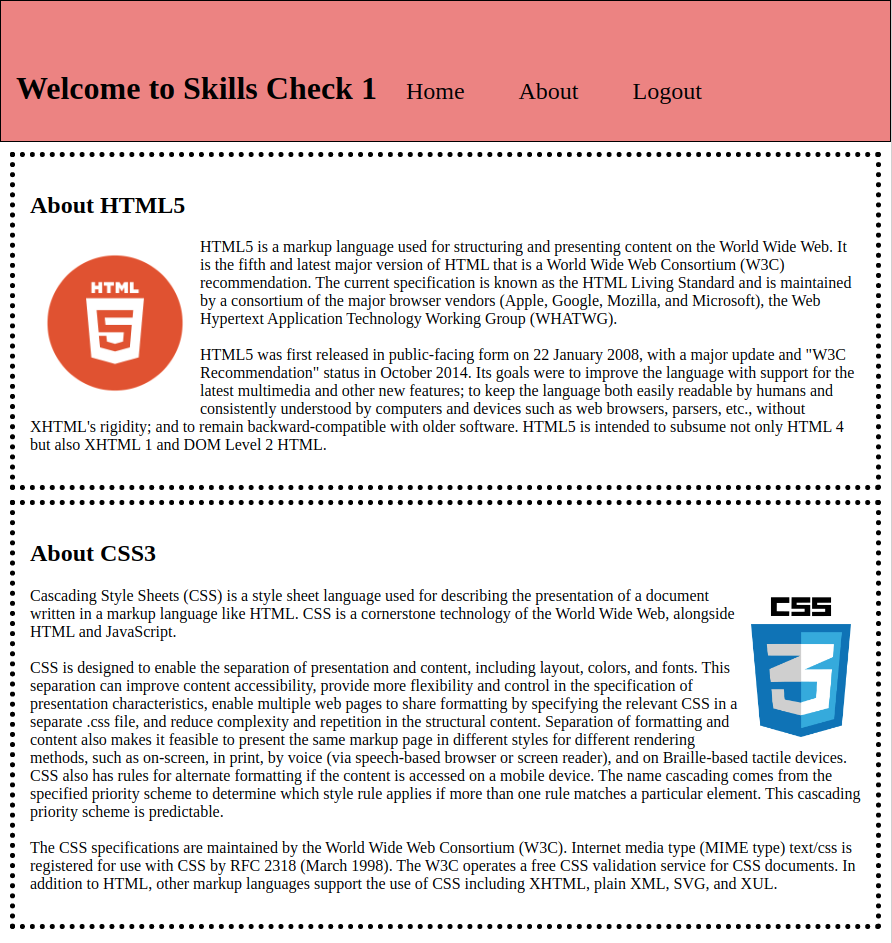 Welcome to Skills Check 1 Home About Logout
About HTML5
HTML
5
HTML5 is a markup language used for structuring and presenting content on the World Wide Web. It
is the fifth and latest major version of HTML that is a World Wide Web Consortium (W3C)
recommendation. The current specification is known as the HTML Living Standard and is maintained
by a consortium of the major browser vendors (Apple, Google, Mozilla, and Microsoft), the Web
Hypertext Application Technology Working Group (WHATWG).
HTML5 was first released in public-facing form on 22 January 2008, with a major update and "W3C
Recommendation" status in October 2014. Its goals were to improve the language with support for the
latest multimedia and other new features; to keep the language both easily readable by humans and
consistently understood by computers and devices such as web browsers, parsers, etc., without
XHTML's rigidity; and to remain backward-compatible with older software. HTML5 is intended to subsume not only HTML 4
but also XHTML 1 and DOM Level 2 HTML.
About CSS3
Cascading Style Sheets (CSS) is a style sheet language used for describing the presentation of a document
written in a markup language like HTML. CSS is a cornerstone technology of the World Wide Web, alongside
HTML and JavaScript.
CSS
3
CSS is designed to enable the separation of presentation and content, including layout, colors, and fonts. This
separation can improve content accessibility, provide more flexibility and control in the specification of
presentation characteristics, enable multiple web pages to share formatting by specifying the relevant CSS in a
separate .css file, and reduce complexity and repetition in the structural content. Separation of formatting and
content also makes it feasible to present the same markup page in different styles for different rendering
methods, such as on-screen, in print, by voice (via speech-based browser or screen reader), and on Braille-based tactile devices.
CSS also has rules for alternate formatting if the content is accessed on a mobile device. The name cascading comes from the
specified priority scheme to determine which style rule applies if more than one rule matches a particular element. This cascading
priority scheme is predictable.
The CSS specifications are maintained by the World Wide Web Consortium (W3C). Internet media type (MIME type) text/css is
registered for use with CSS by RFC 2318 (March 1998). The W3C operates a free CSS validation service for CSS documents. In
addition to HTML, other markup languages support the use of CSS including XHTML, plain XML, SVG, and XUL.